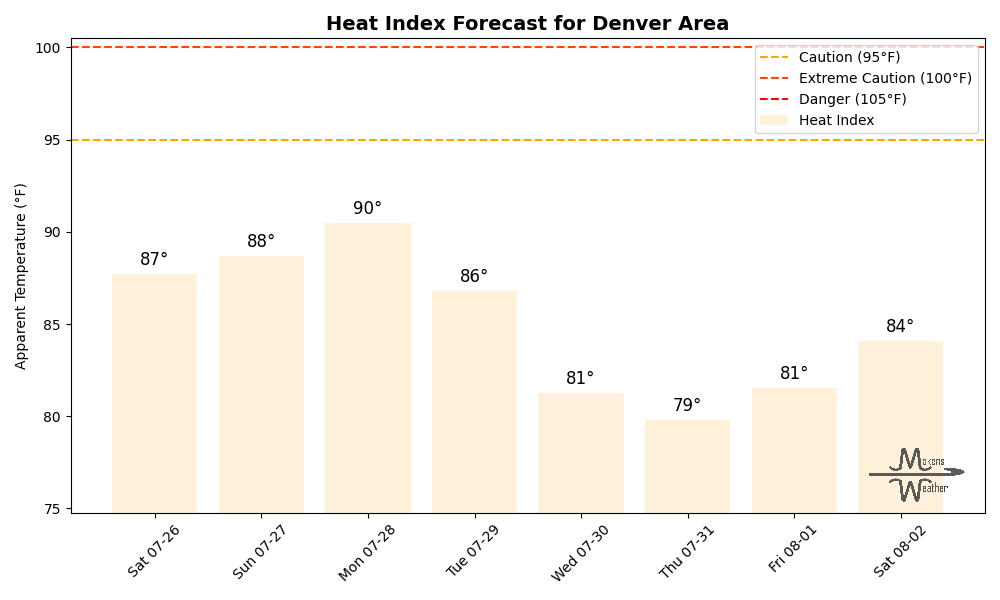 Heat Index Forecast for Denver Area
Apparent Temperature (°F)
100
95
90
85
80
75
Caution (95°F)
Extreme Caution (100°F)
Danger (105°F)
Heat Index
87°
88°
90°
86°
81°
79°
81°
84°
Sat 07-26
Sun 07-27
Mon 07-28
Tue 07-29
Wed 07-30
Thu 07-31
Fri 08-01
Sat 08-02